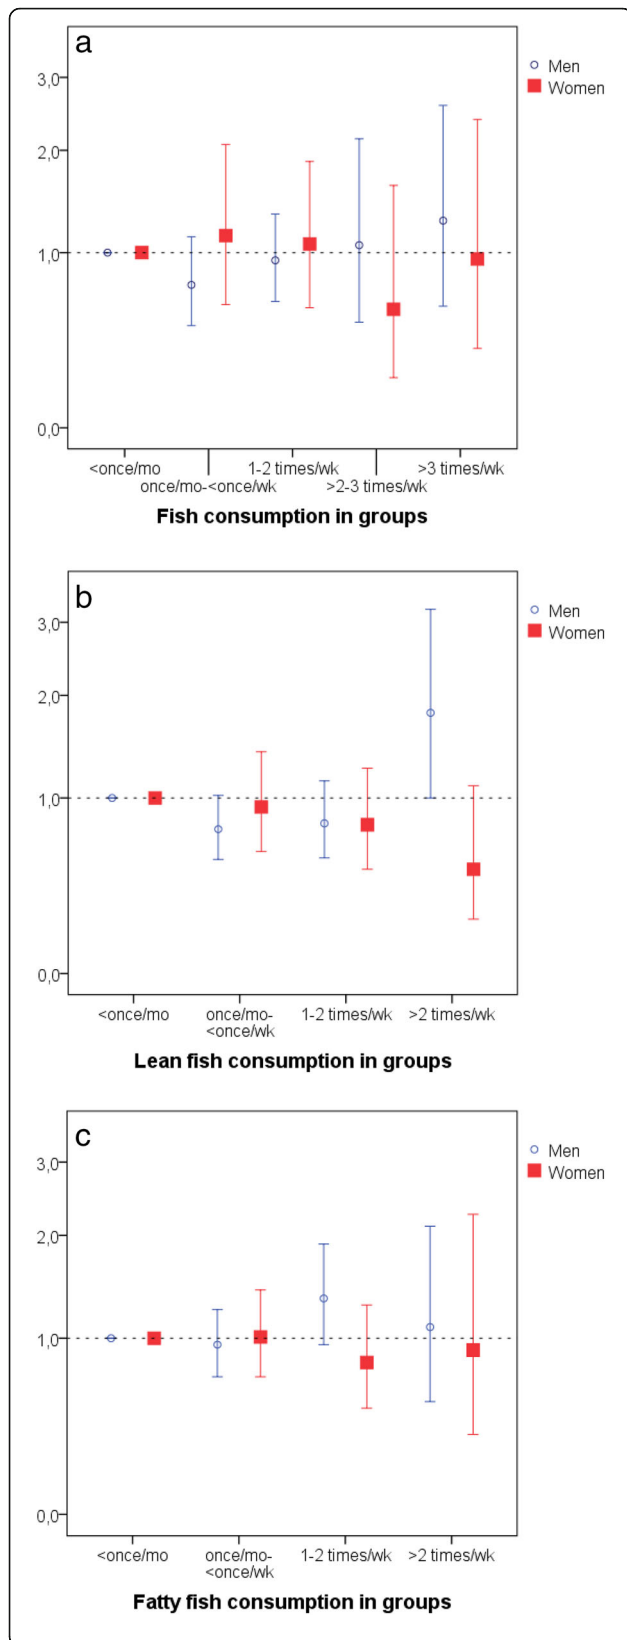 a
Men
Women
3,0
2,0
1,0
0,0
<once/mo
1-2 times/wk
>3 times/wk
once/mo-<once/wk
>2-3 times/wk
Fish consumption in groups
b
Men
Women
3,0
2,0
1,0
0,0
<once/mo
once/mo-
<once/wk
1-2 times/wk
>2 times/wk
Lean fish consumption in groups
c
Men
Women
3,0
2,0
1,0
0,0
<once/mo
once/mo-
<once/wk
1-2 times/wk
>2 times/wk
Fatty fish consumption in groups